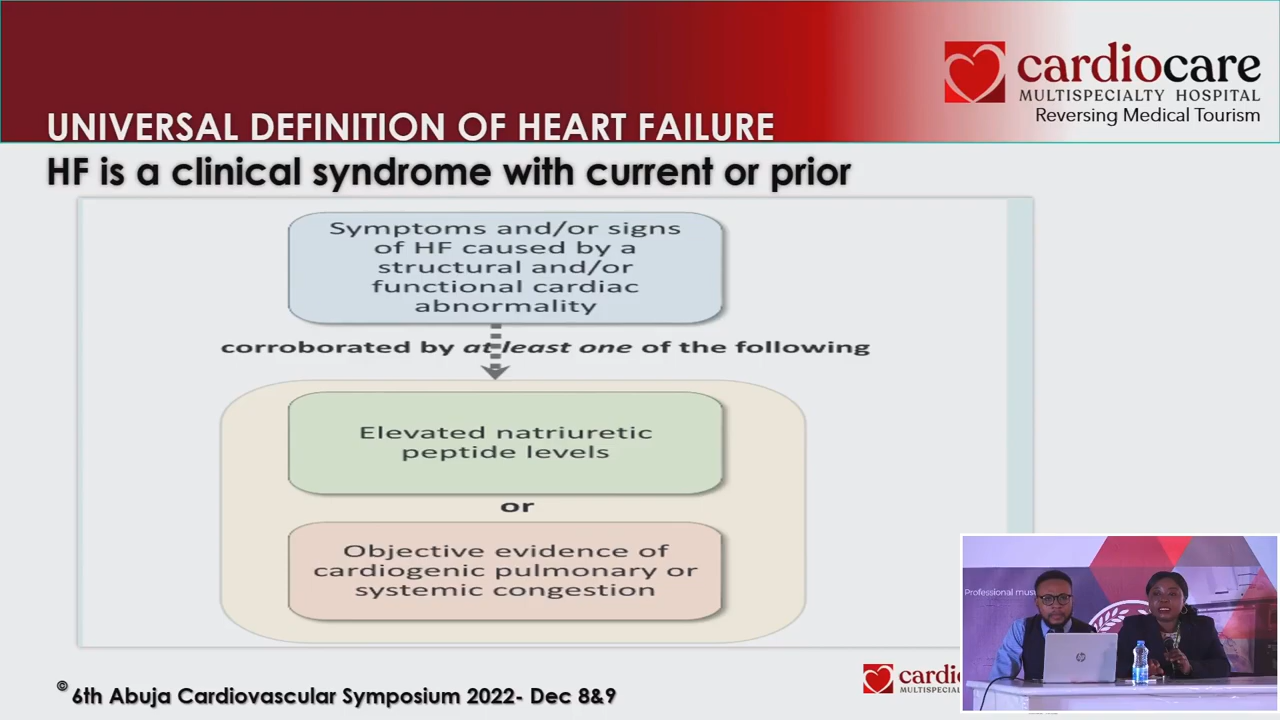 cardiocare
MULTISPECIALTY HOSPITAL
Reversing Medical Tourism
UNIVERSAL DEFINITION OF HEART FAILURE
HF is a clinical syndrome with current or prior
Symptoms and/or signs
of HF caused by a
structural and/or
functional cardiac
abnormality
corroborated by at least one of the following
Elevated natriuretic
peptide levels
or
Objective evidence of
cardiogenic pulmonary or
systemic congestion
Professional mus
hp
© 6th Abuja Cardiovascular Symposium 2022- Dec 8&9
cardi
MULTISPECIAL